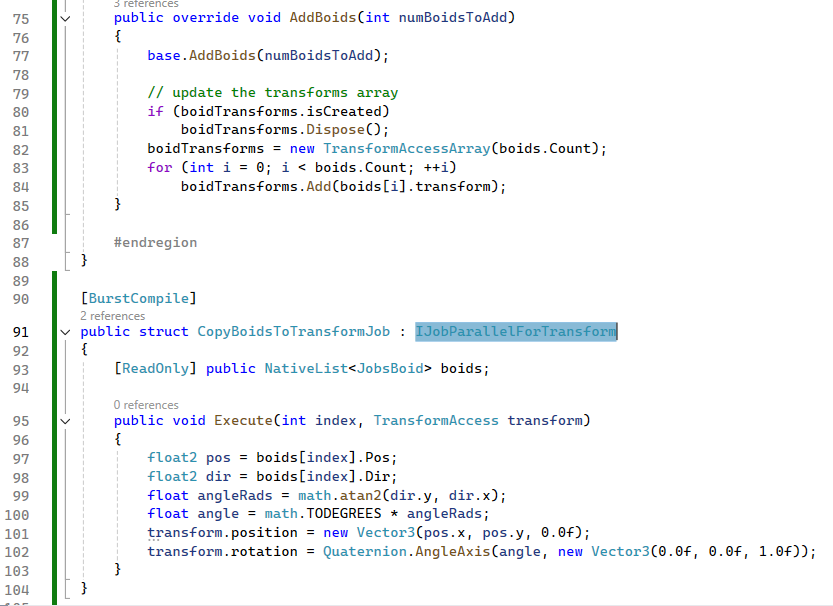 3 references
75 public override void AddBoids(int numBoidsToAdd)
76 {
77 base.AddBoids(numBoidsToAdd);
78
79 // update the transforms array
80 if (boidTransforms.isCreated)
81 boidTransforms.Dispose();
82 boidTransforms = new TransformAccessArray(boids.Count);
83 for (int i = 0; i < boids.Count; ++i)
84 boidTransforms.Add(boids[i].transform);
85 }
86
87 #endregion
88 }
89
90 [BurstCompile]
2 references
91 public struct CopyBoidsToTransformJob : IJobParallelForTransform
92 {
93 [ReadOnly] public NativeList<JobsBoid> boids;
94
0 references
95 public void Execute(int index, TransformAccess transform)
96 {
97 float2 pos = boids[index].Pos;
98 float2 dir = boids[index].Dir;
99 float angleRads = math.atan2(dir.y, dir.x);
100 float angle = math.TODEGREES * angleRads;
101 transform.position = new Vector3(pos.x, pos.y, 0.0f);
102 transform.rotation = Quaternion.AngleAxis(angle, new Vector3(0.0f, 0.0f, 1.0f));
103 }
104 }